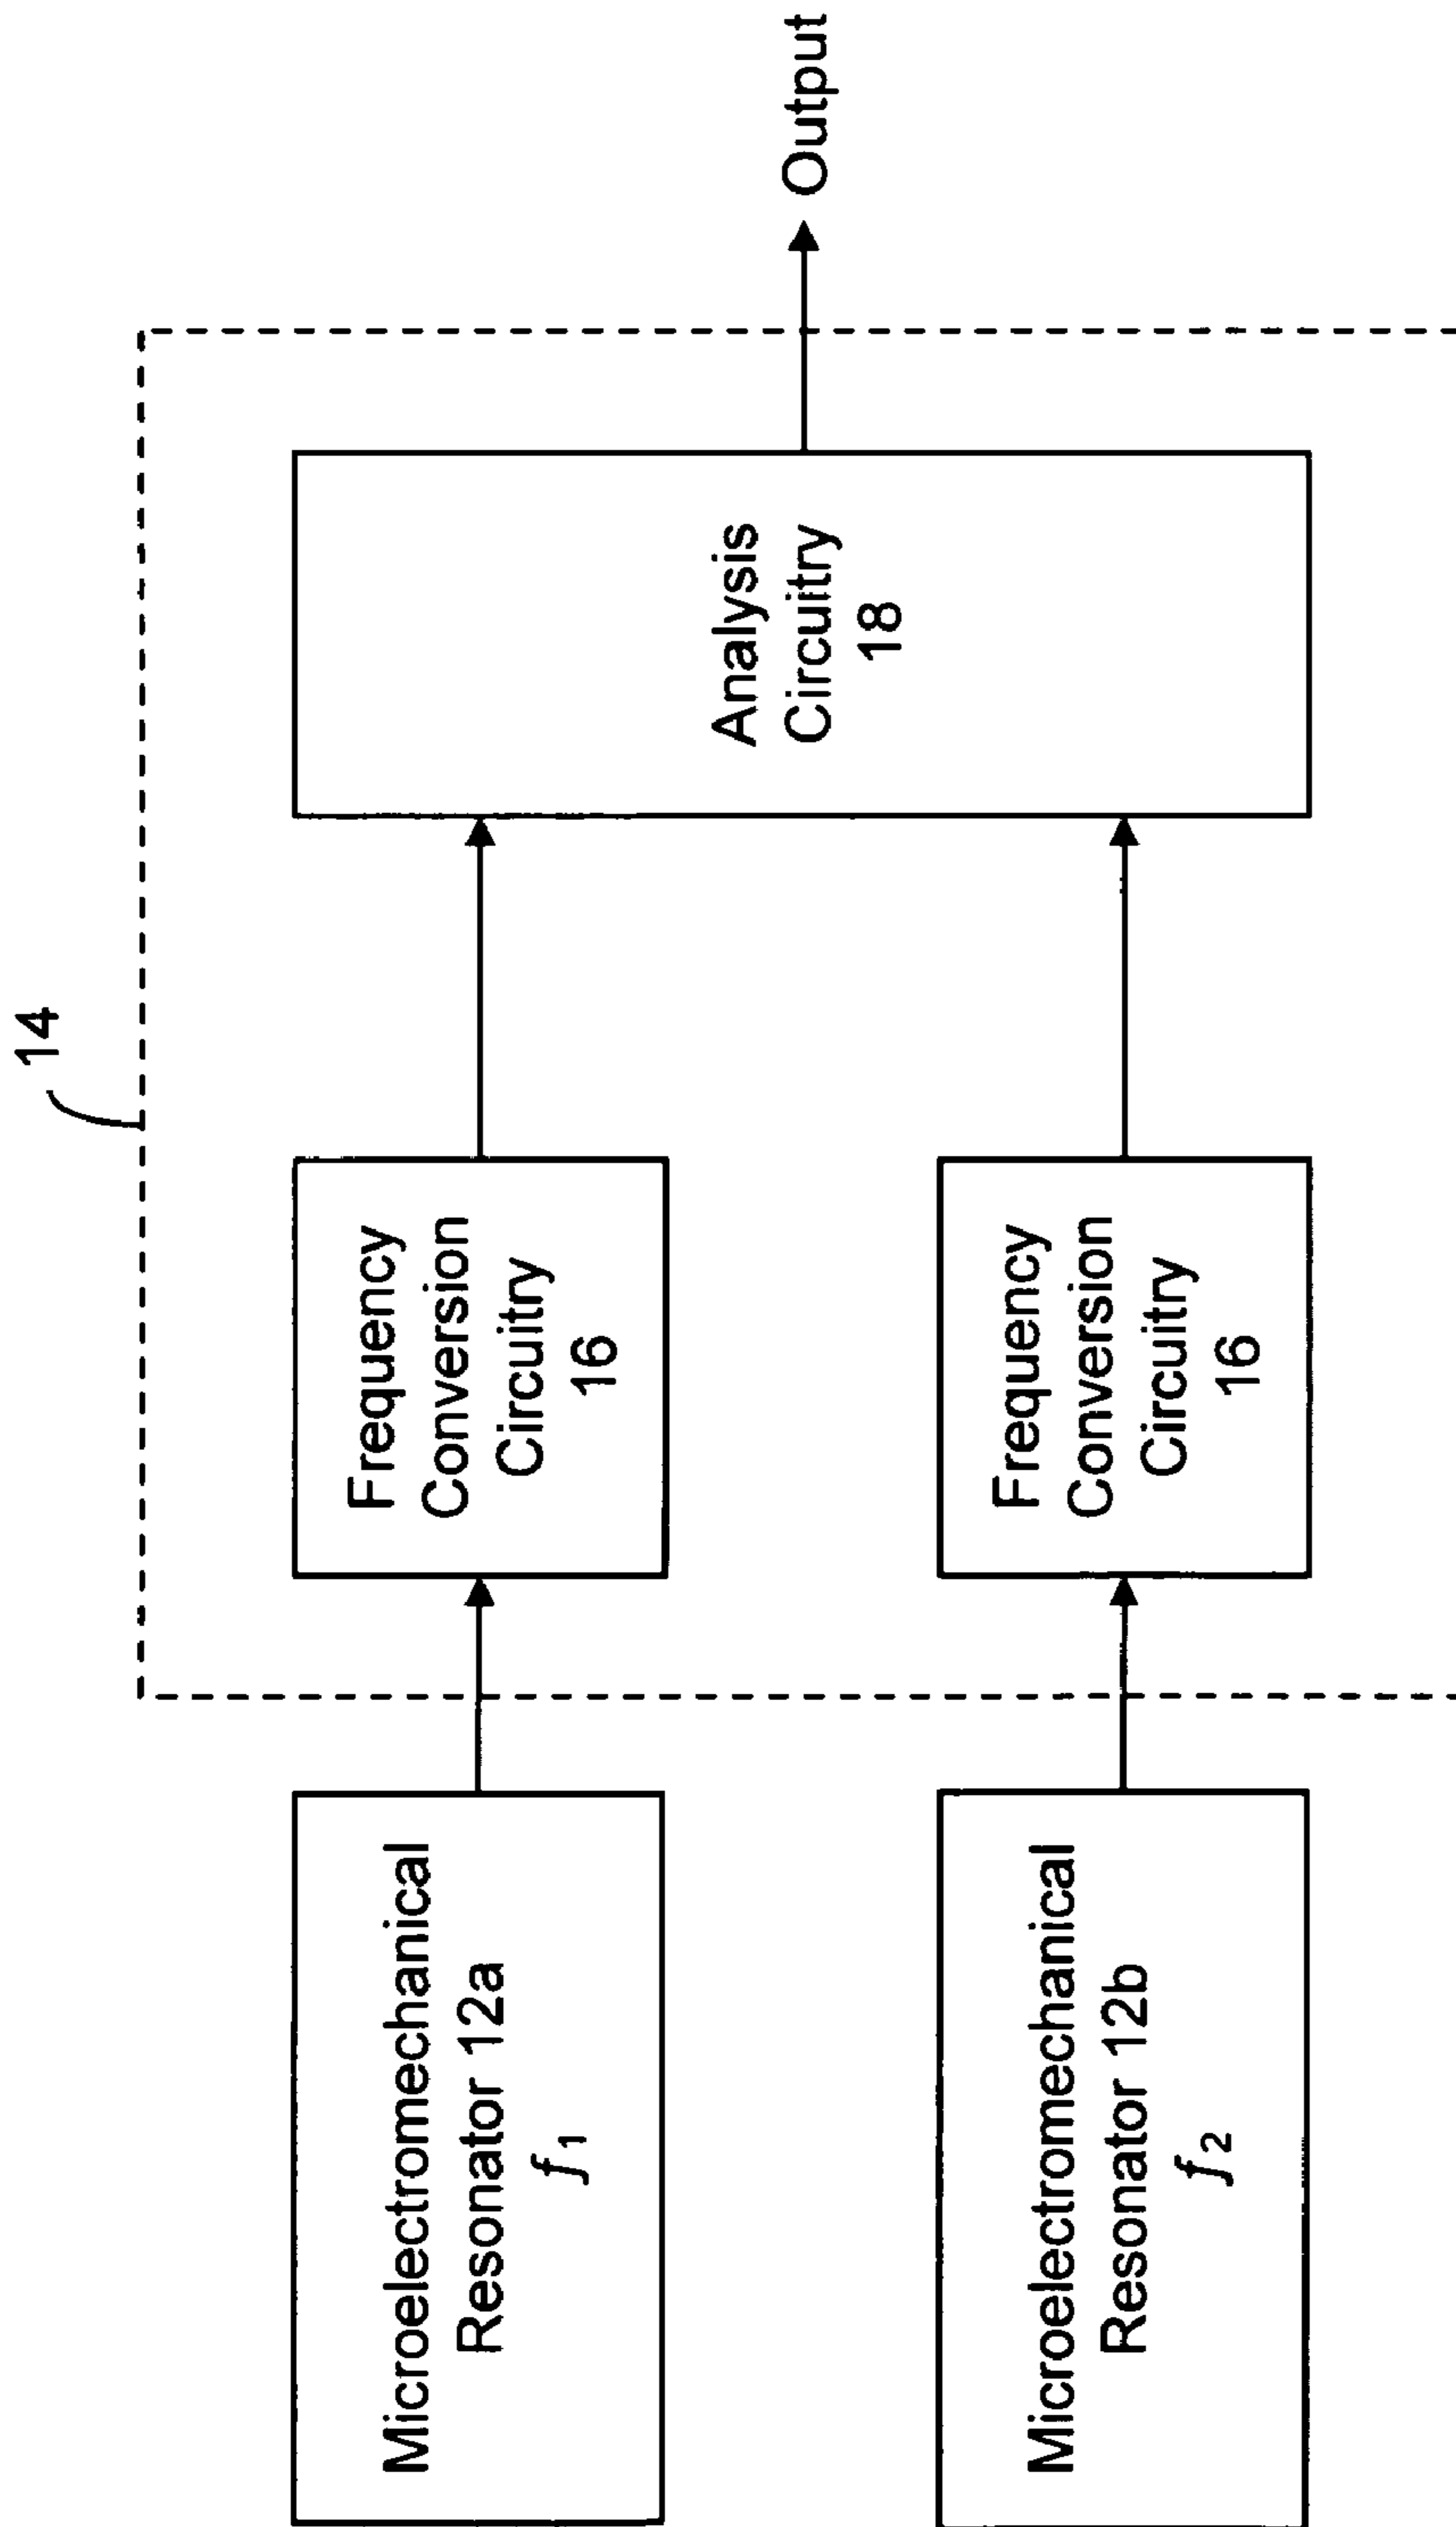 14
Microelectromechanical
Resonator 12a
f1
Frequency
Conversion
Circuitry
16
Analysis
Circuitry
18
Output
Microelectromechanical
Resonator 12b
f2
Frequency
Conversion
Circuitry
16